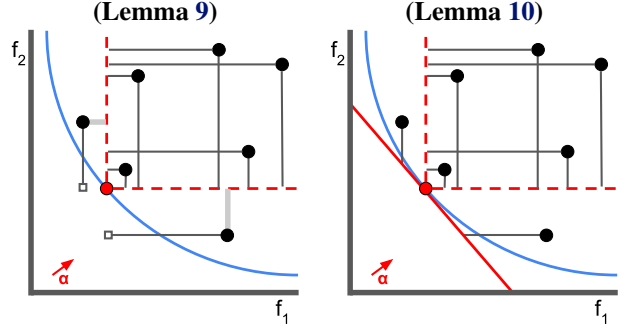 (Lemma 9)
(Lemma 10)
f₂
f₂
α
α
f₁
f₁